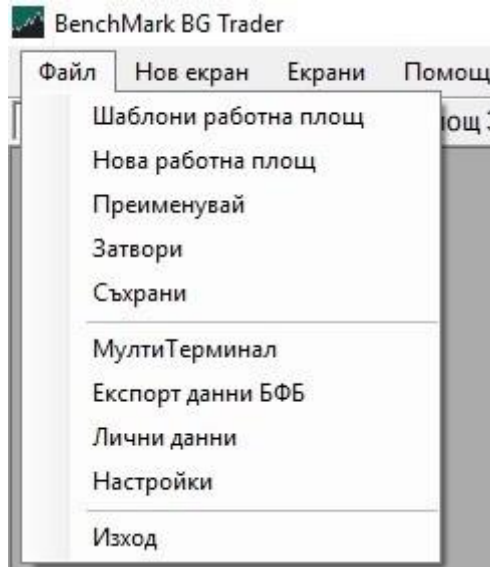 BenchMark BG Trader
Файл Нов екран Екрани Помощ
Шаблони работна площ
Нова работна площ
Преименувай
Затвори
Съхрани
МултиТерминал
Експорт данни БФБ
Лични данни
Настройки
Изход